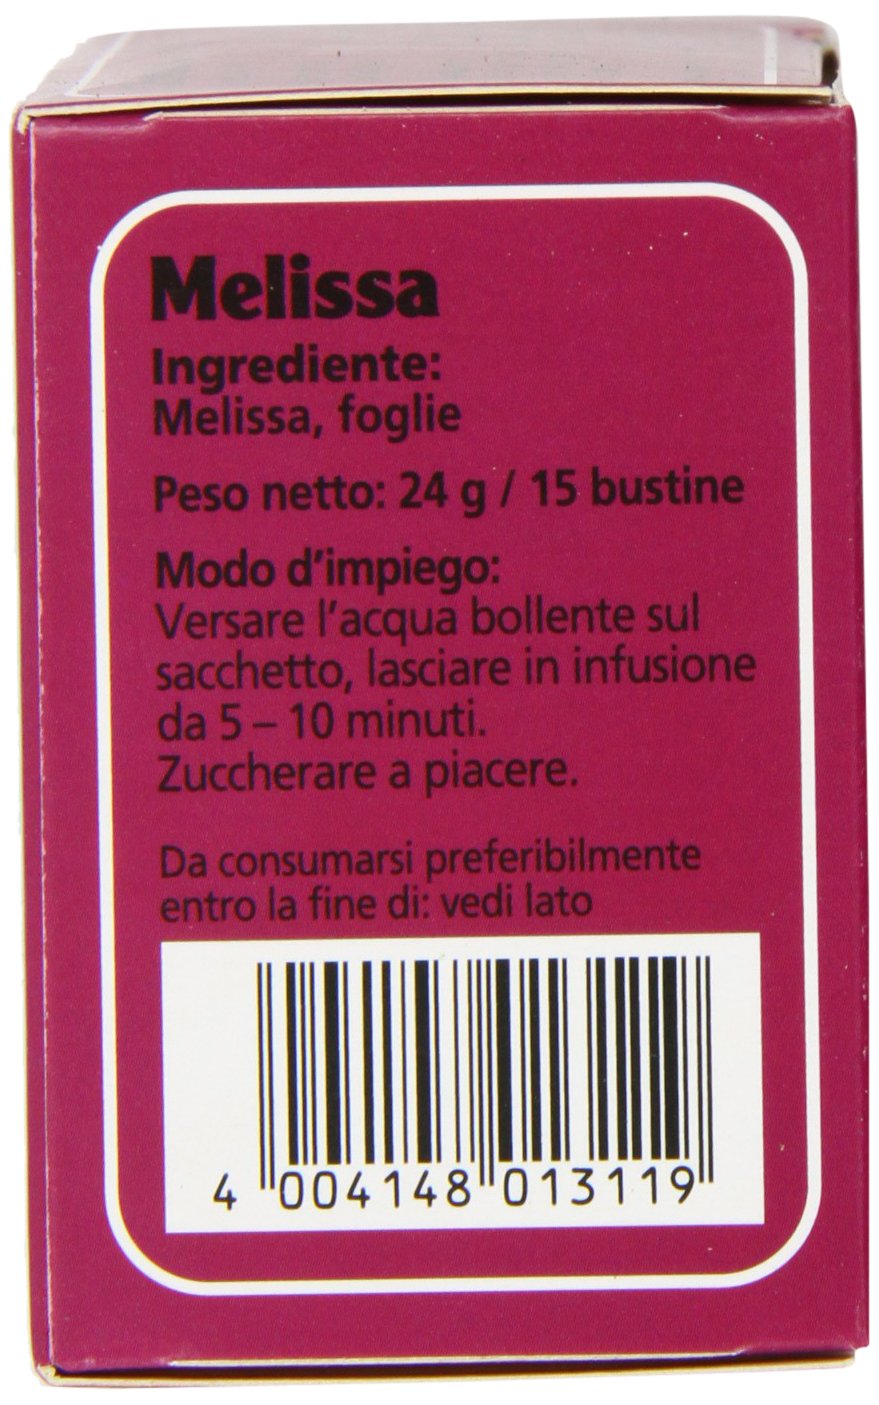 Melissa
Ingrediente:
Melissa, foglie
Peso netto: 24 g / 15 bustine
Modo d'impiego:
Versare l'acqua bollente sul
sacchetto, lasciare in infusione
da 5 – 10 minuti.
Zuccherare a piacere.
Da consumarsi preferibilmente
entro la fine di: vedi lato
4 004148 013119